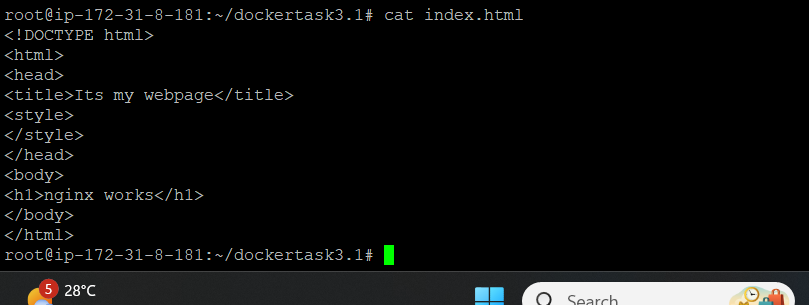 root@ip-172-31-8-181:~/dockertask3.1# cat index.html
<!DOCTYPE html>
<html>
<head>
<title>Its my webpage</title>
<style>
</style>
</head>
<body>
<h1>nginx works</h1>
</body>
</html>
root@ip-172-31-8-181:~/dockertask3.1#
5
28°C
Search